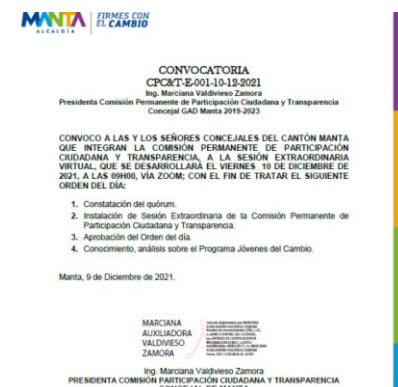 MANTA
ALCALDÍA
FIRMES CON
EL CAMBIO
CONVOCATORIA
CPC&T-E-001-10-12-2021
Ing. Marciana Valdivieso Zamora
Presidenta Comisión Permanente de Participación Ciudadana y Transparencia
Concejal GAD Manta 2019-2023
CONVOCO A LAS Y LOS SEÑORES CONCEJALES DEL CANTÓN MANTA
QUE INTEGRAN LA COMISIÓN PERMANENTE DE PARTICIPACIÓN
CIUDADANA Y TRANSPARENCIA, A LA SESIÓN EXTRAORDINARIA
VIRTUAL, QUE SE DESARROLLARÁ EL VIERNES 10 DE DICIEMBRE DE
2021, A LAS 09H00, VÍA ZOOM; CON EL FIN DE TRATAR EL SIGUIENTE
ORDEN DEL DÍA:
1. Constatación del quórum.
2. Instalación de Sesión Extraordinaria de la Comisión Permanente de
Participación Ciudadana y Transparencia.
3. Aprobación del Orden del día.
4. Conocimiento, análisis sobre el Programa Jóvenes del Cambio.
Manta, 9 de Diciembre de 2021.
MARCIANA
AUXILIADORA
VALDIVIESO
ZAMORA
Ing. Marciana Valdivieso Zamora
PRESIDENTA COMISIÓN PARTICIPACIÓN CIUDADANA Y TRANSPARENCIA
CONCEJAL DE MANTA